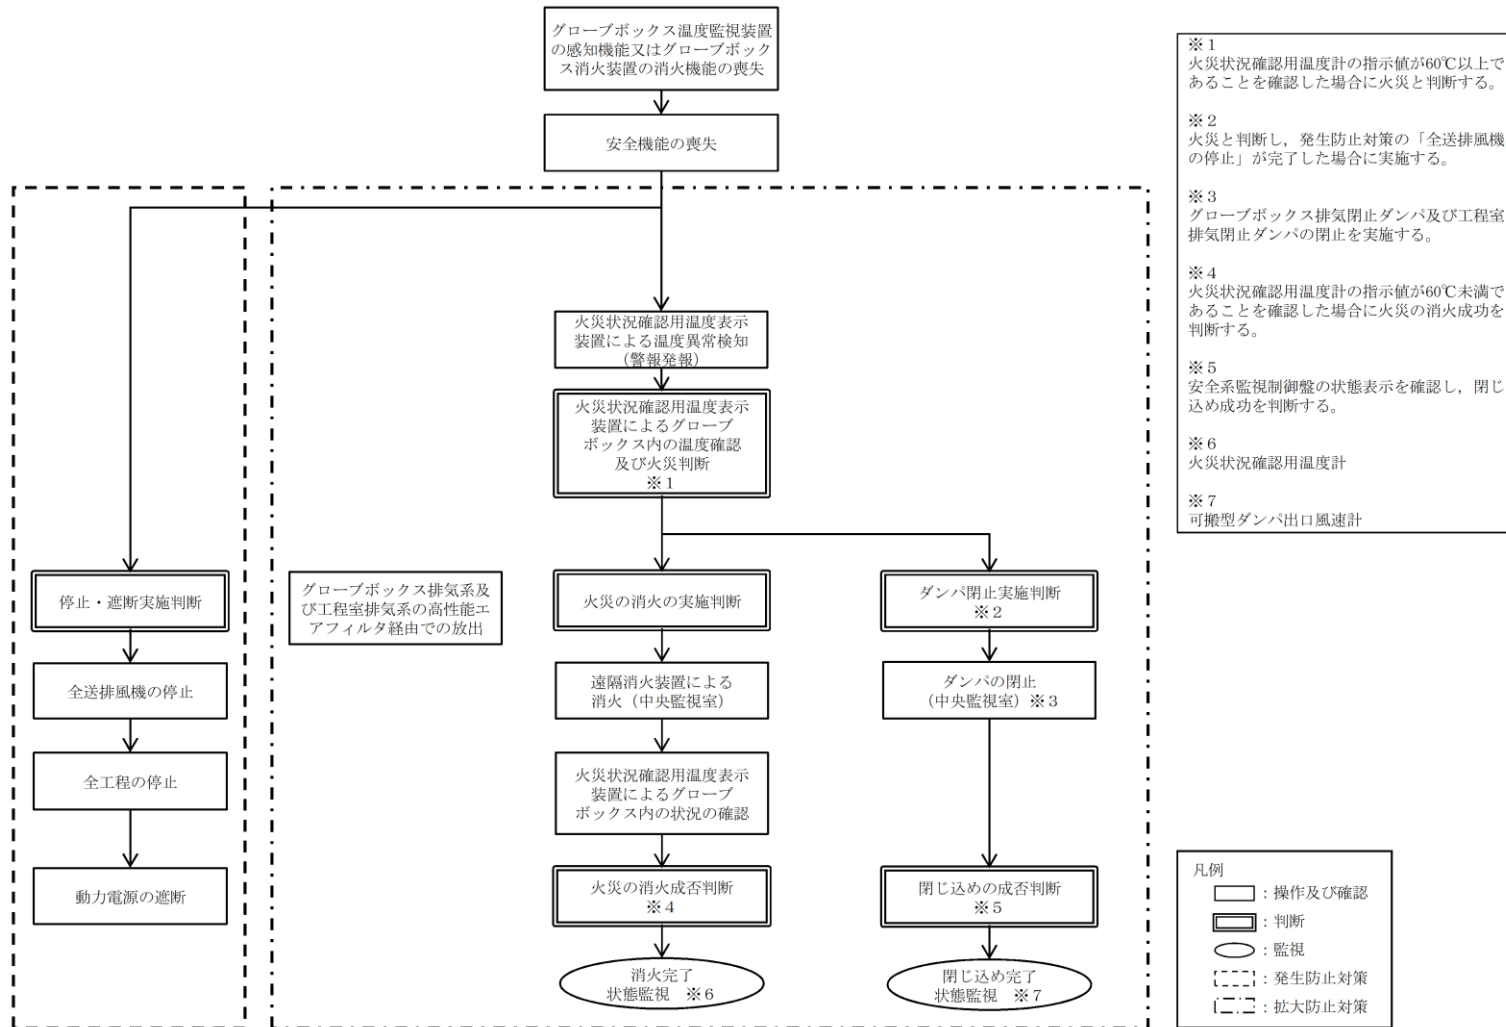 グローブボックス温度監視装置
の感知機能又はグローブボック
ス消火装置の消火機能の喪失
安全機能の喪失
火災状況確認用温度表示
装置による温度異常検知
（警報発報）
火災状況確認用温度表示
装置によるグローブ
ボックス内の温度確認
及び火災判断
※１
停止・遮断実施判断
全送排風機の停止
全工程の停止
動力電源の遮断
グローブボックス排気系及
び工程室排気系の高性能エ
アフィルタ経由での放出
火災の消火の実施判断
遠隔消火装置による
消火（中央監視室）
火災状況確認用温度表示
装置によるグローブ
ボックス内の状況の確認
火災の消火成否判断
※４
消火完了
状態監視　※６
ダンパ閉止実施判断
※２
ダンパの閉止
（中央監視室）※３
閉じ込めの成否判断
※５
閉じ込め完了
状態監視　※７
※１
火災状況確認用温度計の指示値が60℃以上で
あることを確認した場合に火災と判断する。
※２
火災と判断し，発生防止対策の「全送排風機
の停止」が完了した場合に実施する。
※３
グローブボックス排気閉止ダンパ及び工程室
排気閉止ダンパの閉止を実施する。
※４
火災状況確認用温度計の指示値が60℃未満で
あることを確認した場合に火災の消火成功を
判断する。
※５
安全系監視制御盤の状態表示を確認し，閉じ
込め成功を判断する。
※６
火災状況確認用温度計
※７
可搬型ダンパ出口風速計
凡例
：操作及び確認
：判断
：監視
：発生防止対策
：拡大防止対策